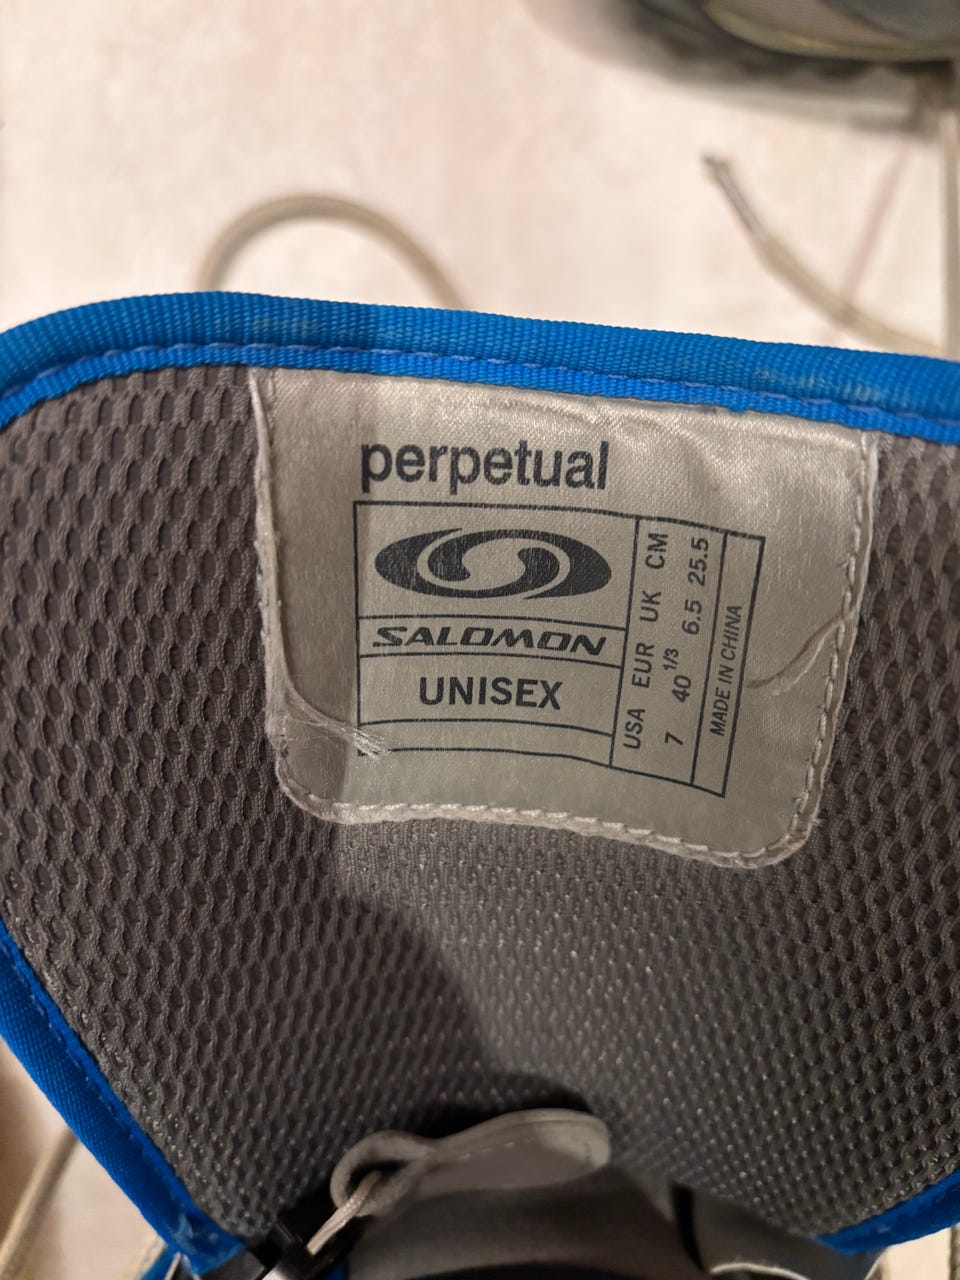 perpetual
SALOMON
UNISEX
USA EUR UK CM
7 40 1/3 6.5 25.5
MADE IN CHINA